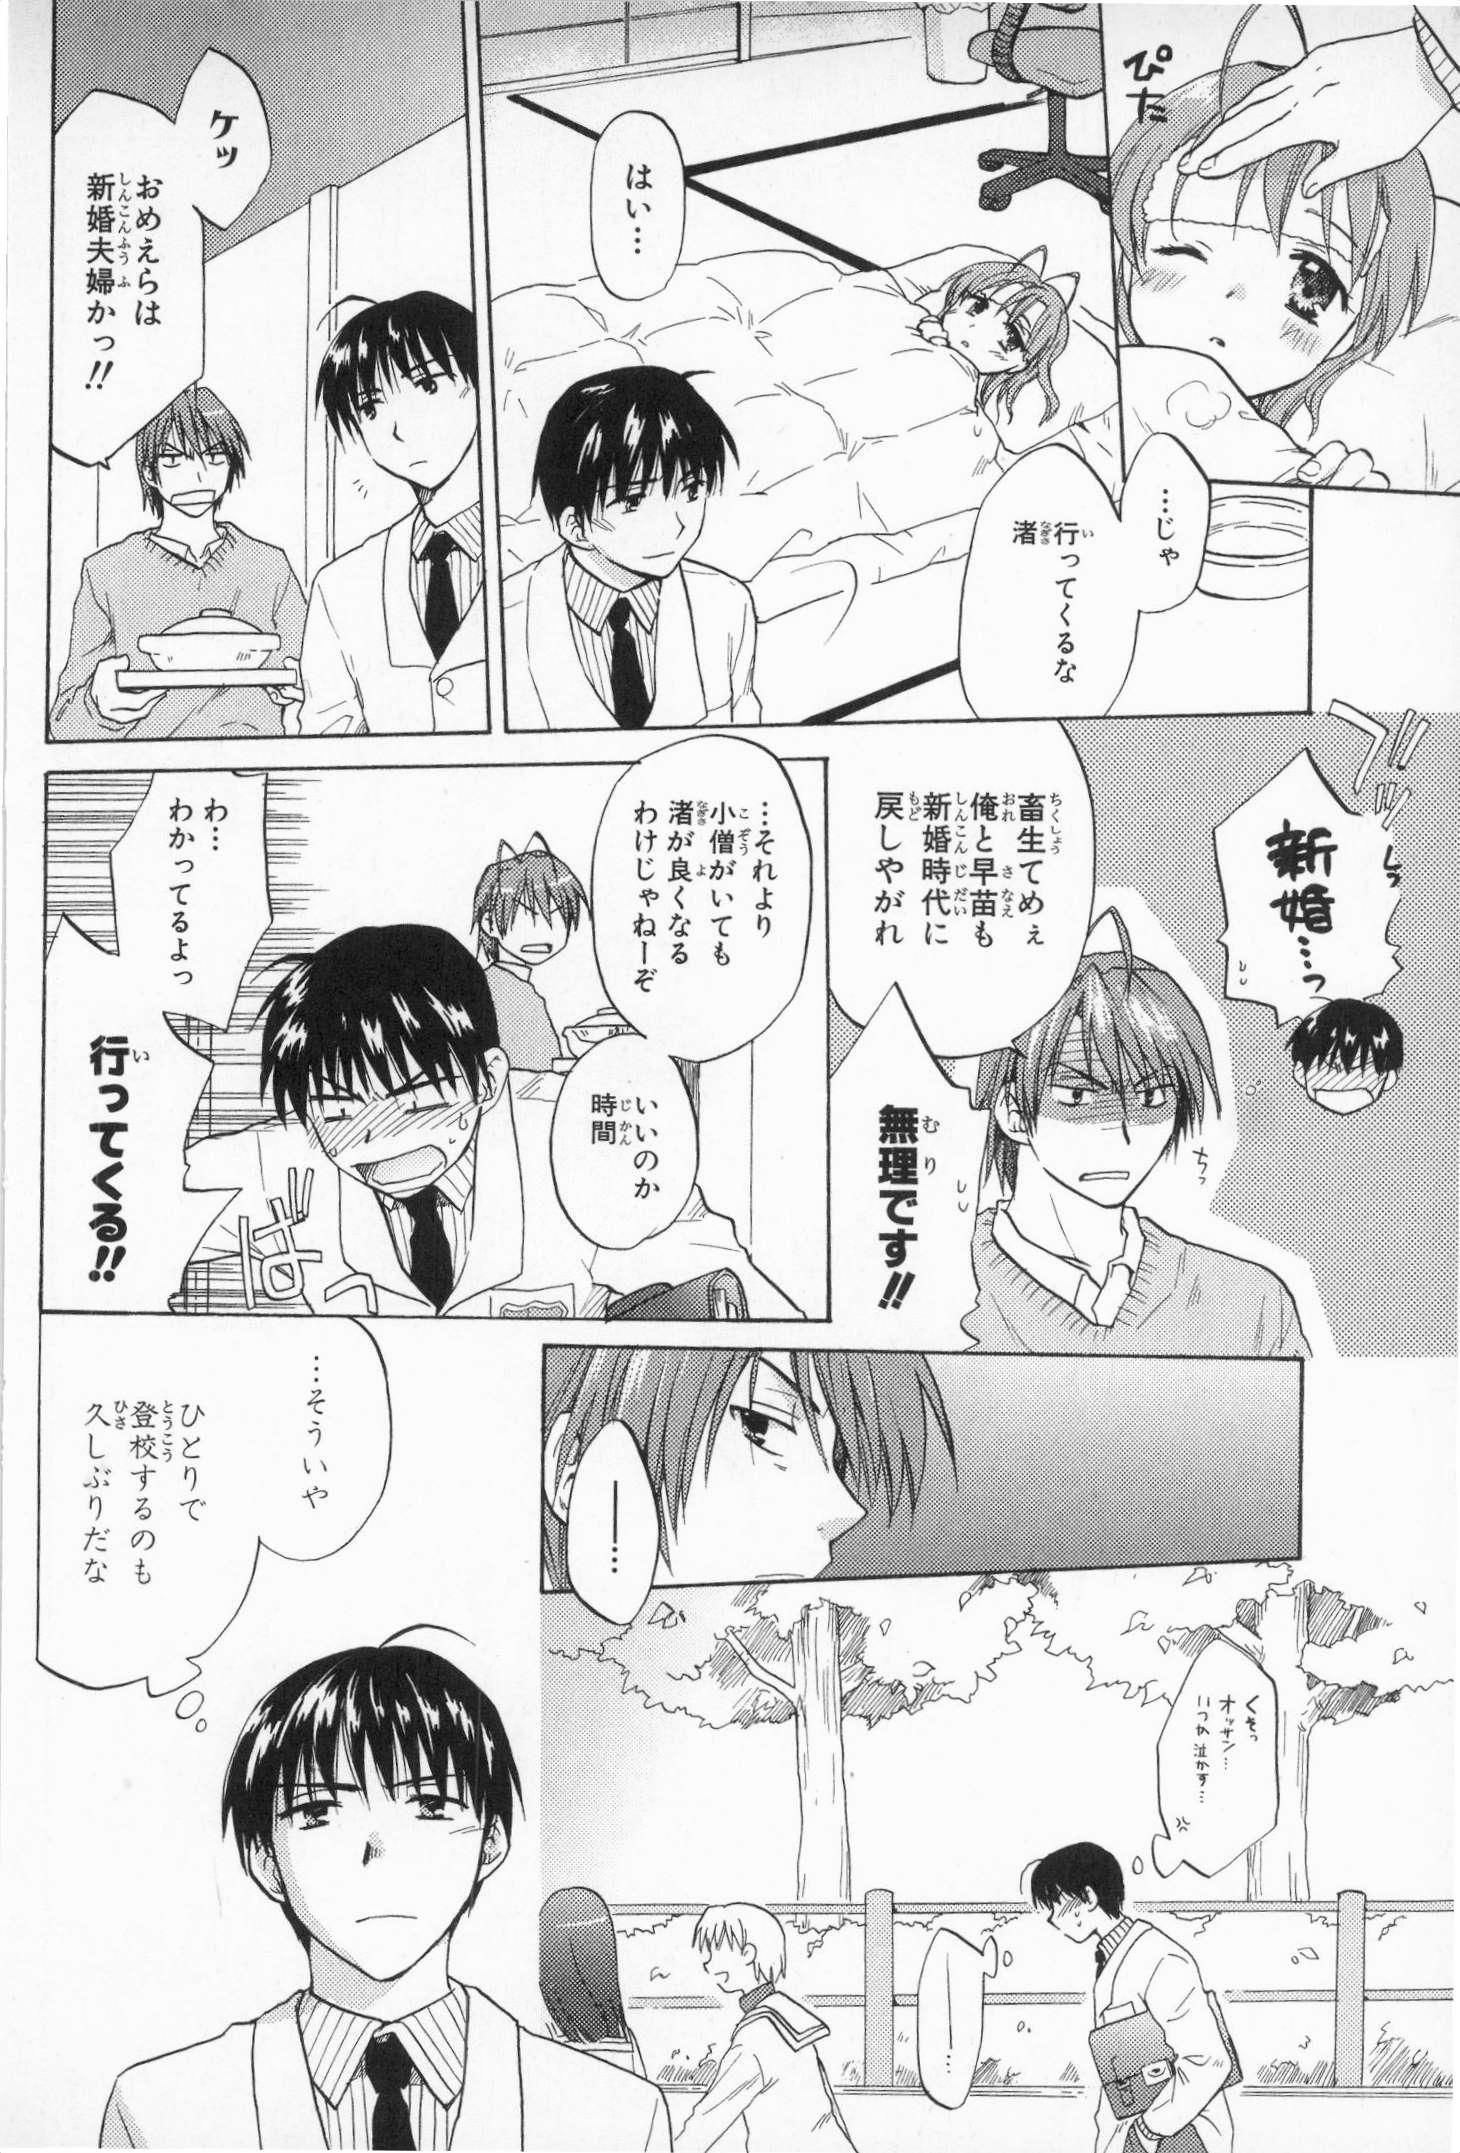 ぴた
…じゃ
行ってくるな
渚
はい…
ケッ
おめえらは
新婚夫婦かっ!!
新婚…っ
畜生てめぇ
俺と早苗も
新婚時代に
戻しやがれ
ちっ
無理です!!
…それより
小僧がいても
渚が良くなる
わけじゃねーぞ
いいのか
時間
わ…
わかってるよっ
行ってくる!!
ばっ
――…
くそっ
オッサン…
いつか泣かす…
…
…そういや
ひとりで
登校するのも
久しぶりだな